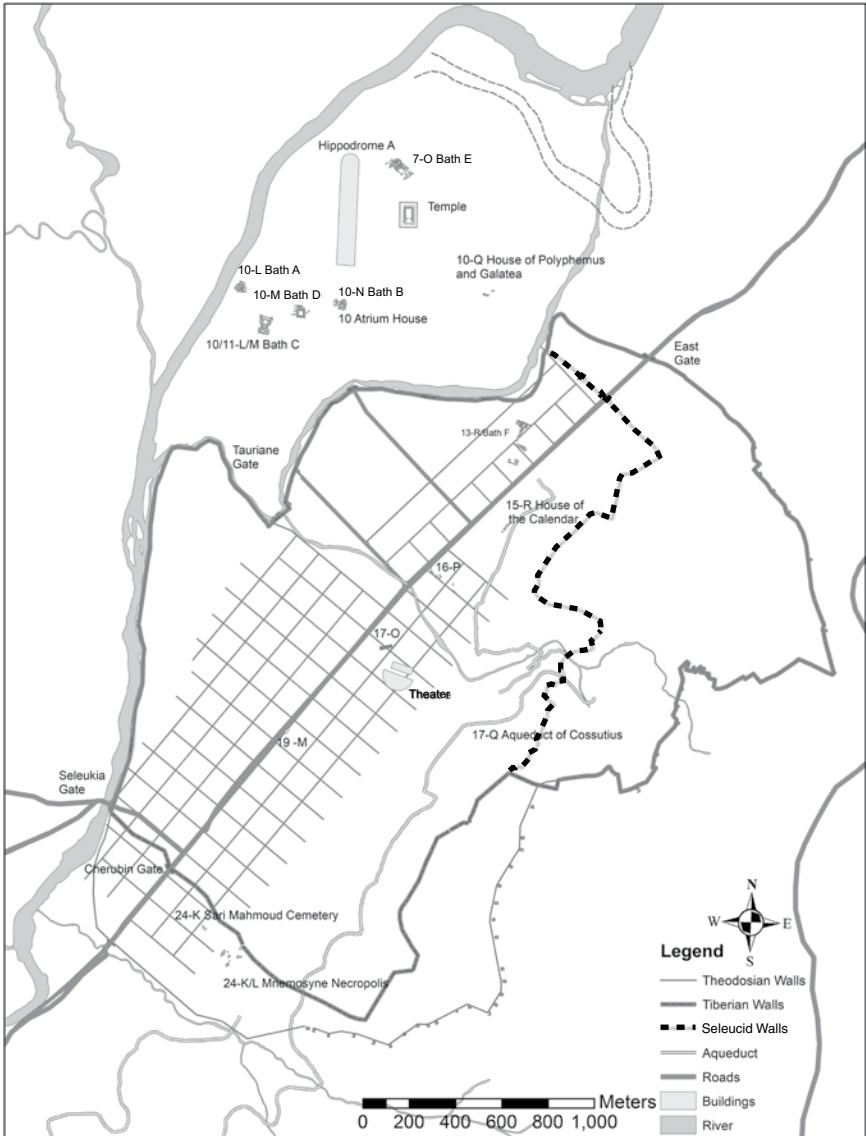 Hippodrome A
7-O Bath E
Temple
10-Q House of Polyphemus
and Galatea
10-L Bath A
10-M Bath D
10-N Bath B
10 Atrium House
10/11-L/M Bath C
East
Gate
13-R/Bath F
Tauriane
Gate
15-R House of
the Calendar
16-P
17-O
Theater
19 -M
17-Q Aqueduct of Cossutius
Seleukia
Gate
Cherubin Gate
24-K Sari Mahmoud Cemetery
24-K/L Mnemosyne Necropolis
N
W
E
S
Legend
Theodosian Walls
Tiberian Walls
Seleucid Walls
Aqueduct
Roads
Buildings
River
Meters
0 200 400 600 800 1,000